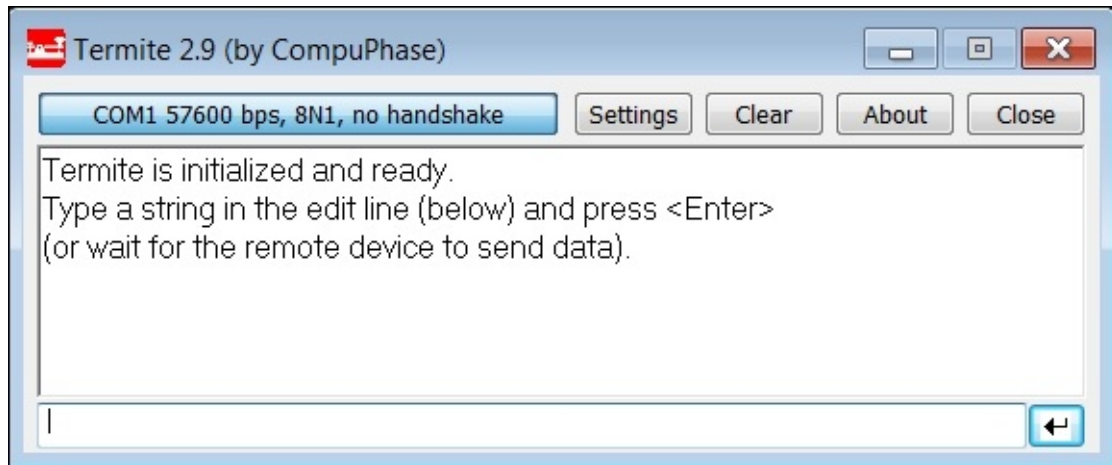 Termite 2.9 (by CompuPhase)
COM1 57600 bps, 8N1, no handshake Settings Clear About Close
Termite is initialized and ready.
Type a string in the edit line (below) and press <Enter>
(or wait for the remote device to send data).